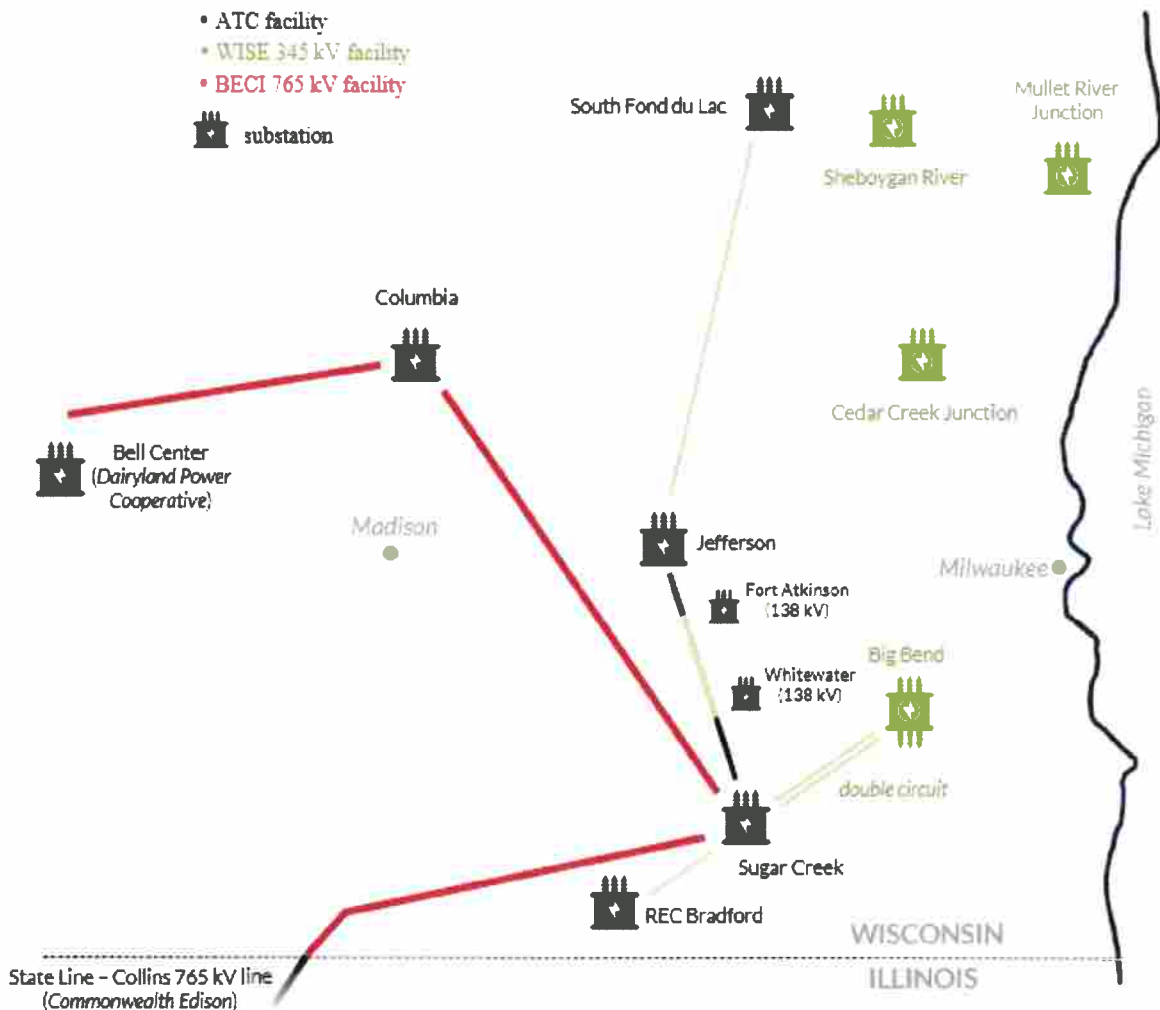 • ATC facility
• WISE 345 kV facility
• BECI 765 kV facility
substation
South Fond du Lac
Mullet River
Junction
Sheboygan River
Columbia
Cedar Creek Junction
Lake Michigan
Bell Center
(Dairyland Power
Cooperative)
Madison
Jefferson
Milwaukee
Fort Atkinson
(138 kV)
Big Bend
Whitewater
(138 kV)
double circuit
Sugar Creek
REC Bradford
WISCONSIN
ILLINOIS
State Line – Collins 765 kV line
(Commonwealth Edison)